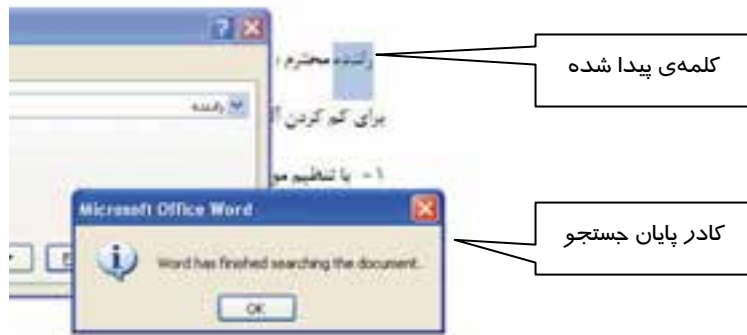 راننده محترم ،
کلمه‌ی پیدا شده
راننده
برای کم کردن آ
۱- با تنظیم مو
Microsoft Office Word
Word has finished searching the document.
OK
کادر پایان جستجو